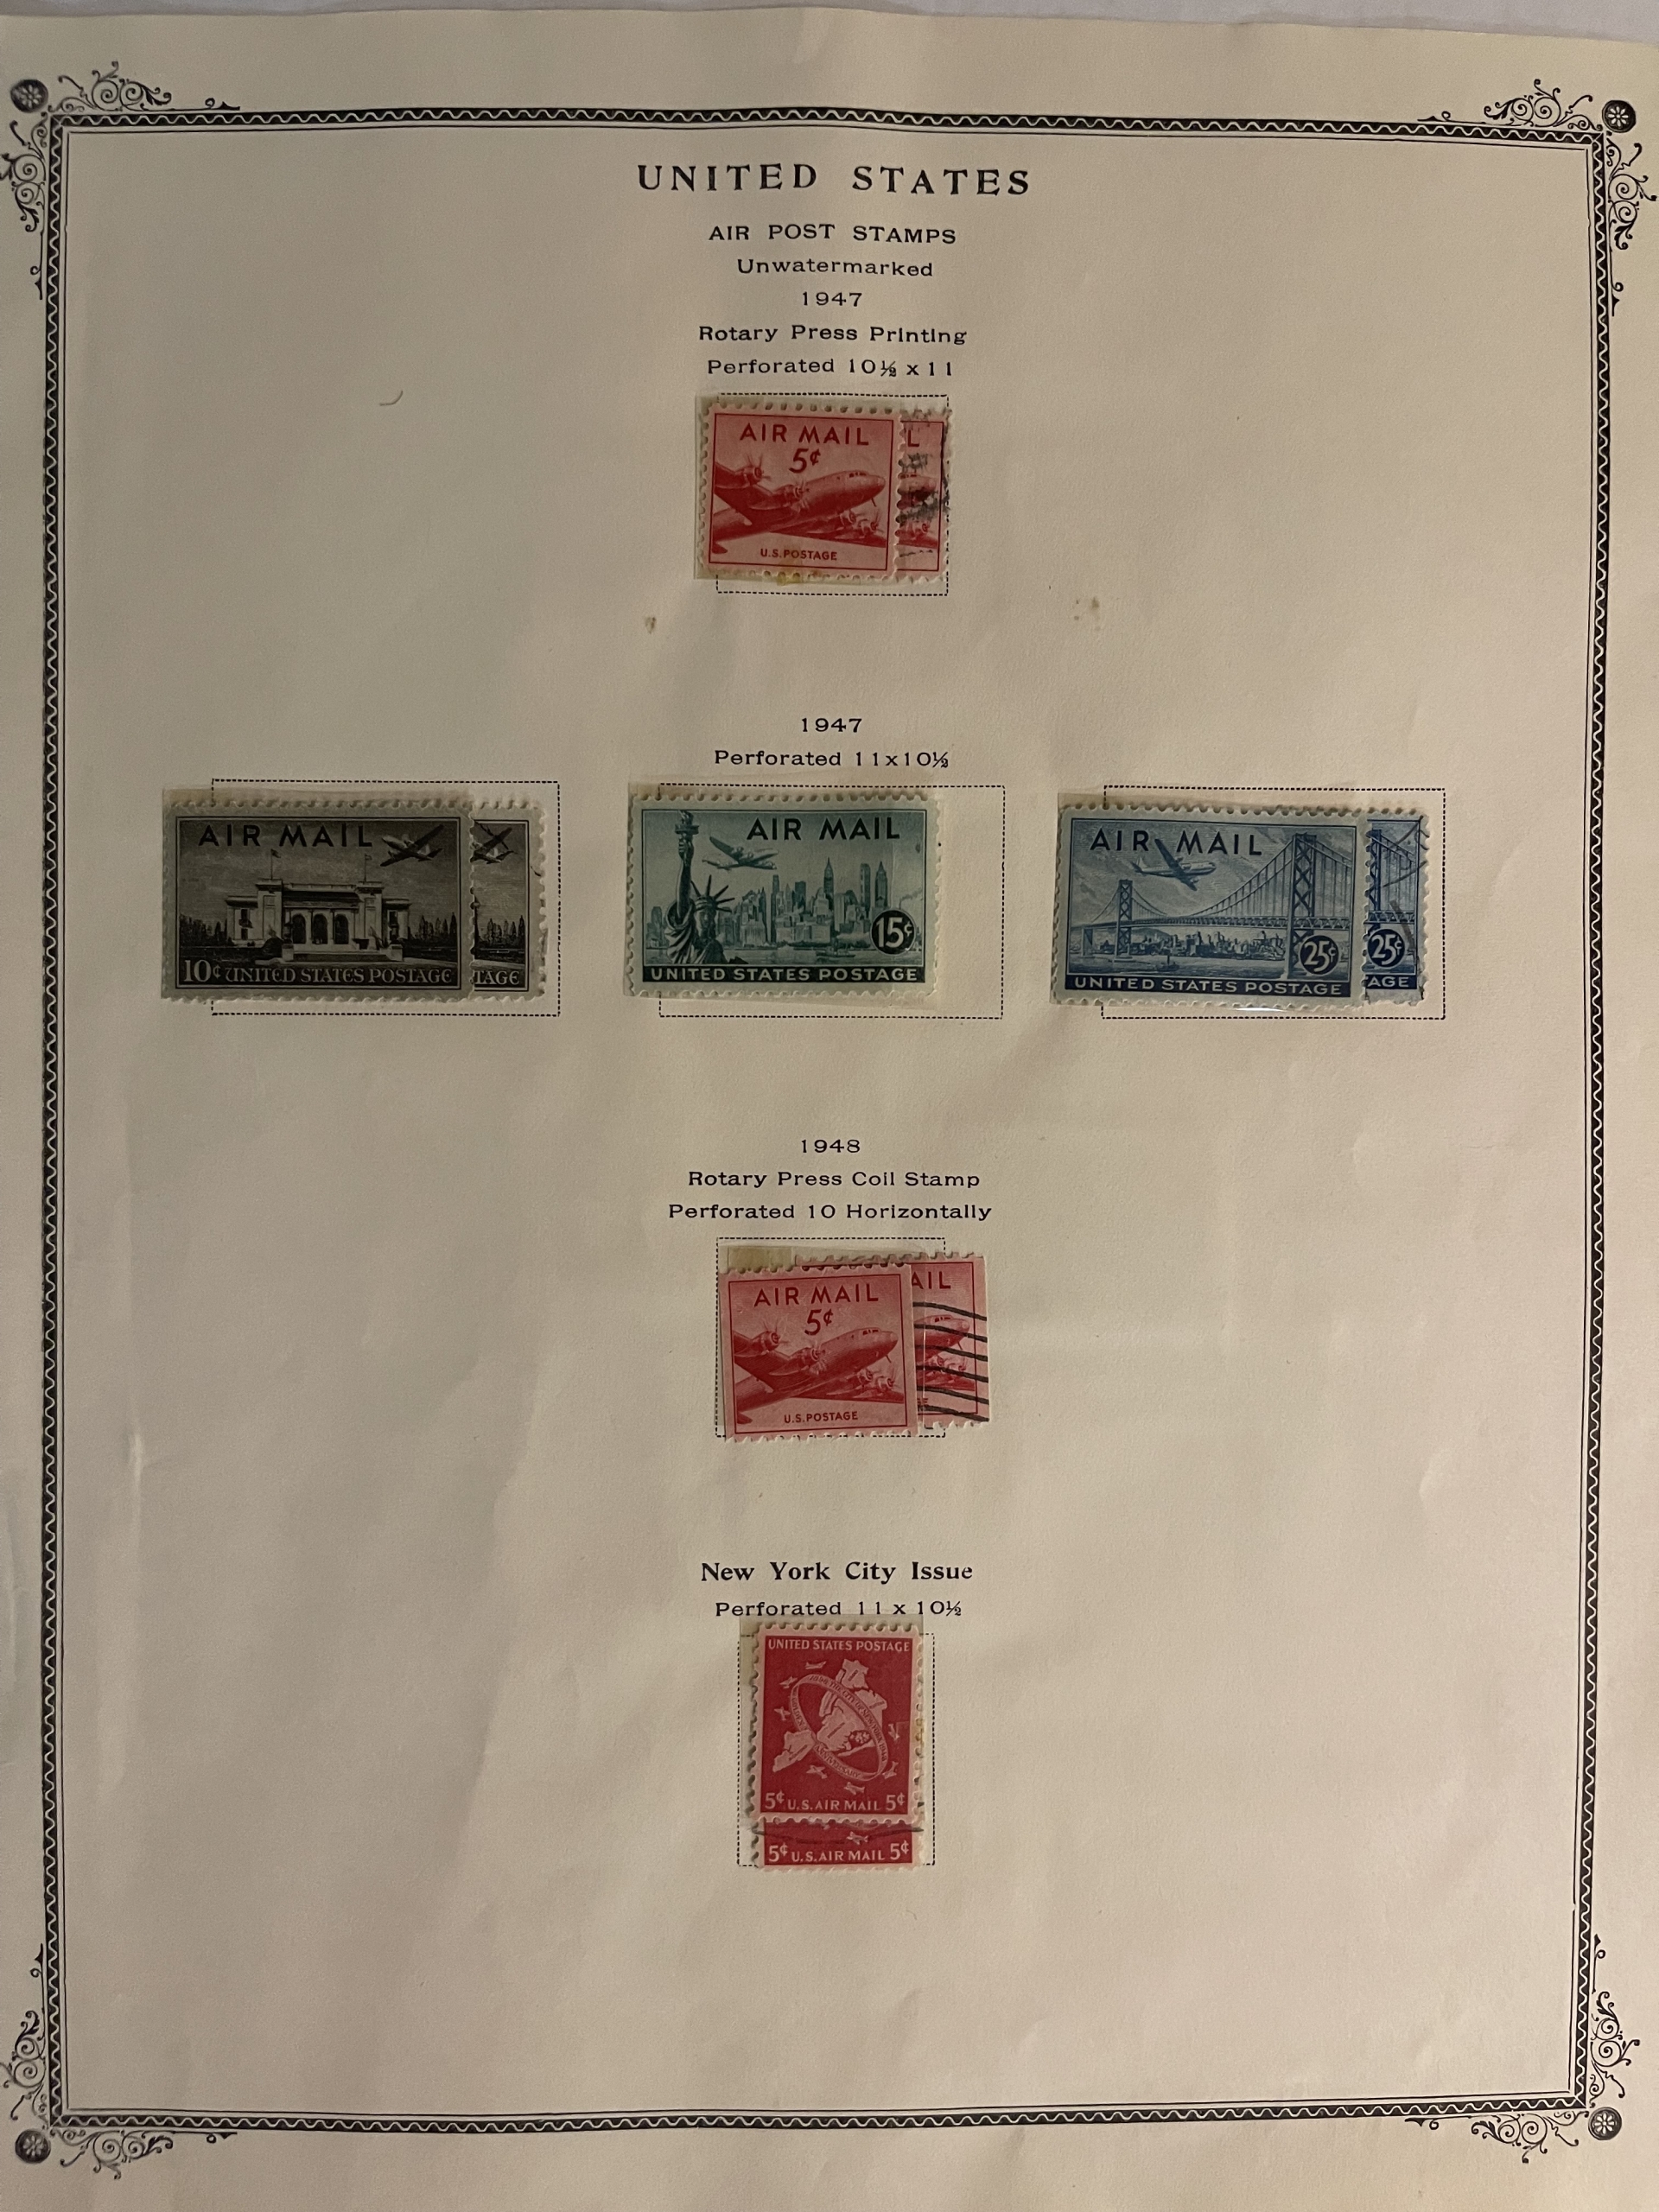 UNITED STATES
AIR POST STAMPS
Unwatermarked
1947
Rotary Press Printing
Perforated 10½ x 11
AIR MAIL
5¢
U.S. POSTAGE
L
1947
Perforated 11x10½
AIR MAIL
10¢ UNITED STATES POSTAGE
TAGE
AIR MAIL
15¢
UNITED STATES POSTAGE
AIR MAIL
25¢
UNITED STATES POSTAGE
25¢
AGE
1948
Rotary Press Coil Stamp
Perforated 10 Horizontally
AIR MAIL
5¢
U.S. POSTAGE
AIL
New York City Issue
Perforated 11 x 10½
UNITED STATES POSTAGE
5¢ U.S. AIR MAIL 5¢
5¢ U.S. AIR MAIL 5¢